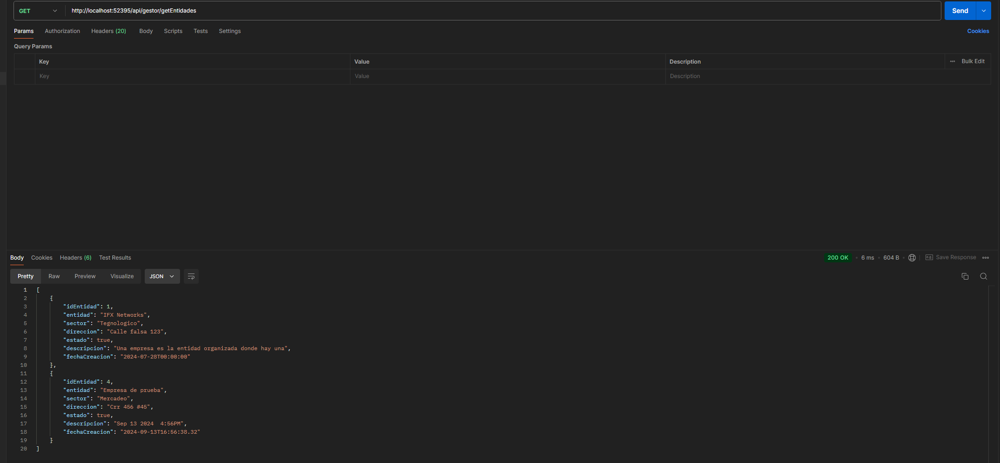 GET http://localhost:52395/api/gestor/getEntidades Send
Params Authorization Headers (20) Body Scripts Tests Settings Cookies
Query Params
Key Value Description Bulk Edit
Key Value Description
Body Cookies Headers (6) Test Results 200 OK 6 ms 604 B Save Response
Pretty Raw Preview Visualize JSON
1 [
2 {
3 "idEntidad": 1,
4 "entidad": "IFX Networks",
5 "sector": "Tegnologico",
6 "direccion": "Calle falsa 123",
7 "estado": true,
8 "descripcion": "Una empresa es la entidad organizada donde hay una",
9 "fechaCreacion": "2024-07-28T00:00:00"
10 },
11 {
12 "idEntidad": 4,
13 "entidad": "Empresa de prueba",
14 "sector": "Mercadeo",
15 "direccion": "Crr 456 #45",
16 "estado": true,
17 "descripcion": "Sep 13 2024  4:56PM",
18 "fechaCreacion": "2024-09-13T16:56:38.32"
19 }
20 ]